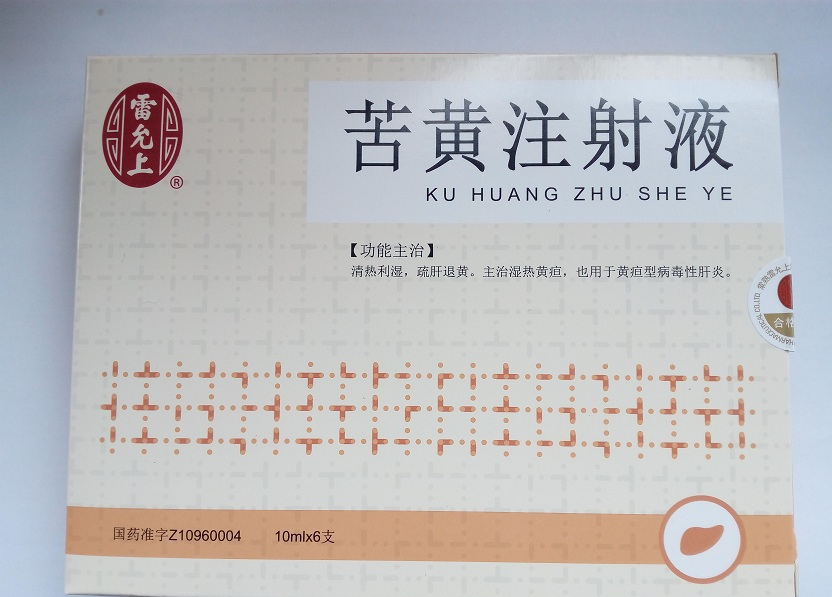 雷允上
®
苦黄注射液
KU HUANG ZHU SHE YE
【功能主治】
清热利湿，疏肝退黄。主治湿热黄疸，也用于黄疸型病毒性肝炎。
合格
国药准字Z10960004 10mlx6支